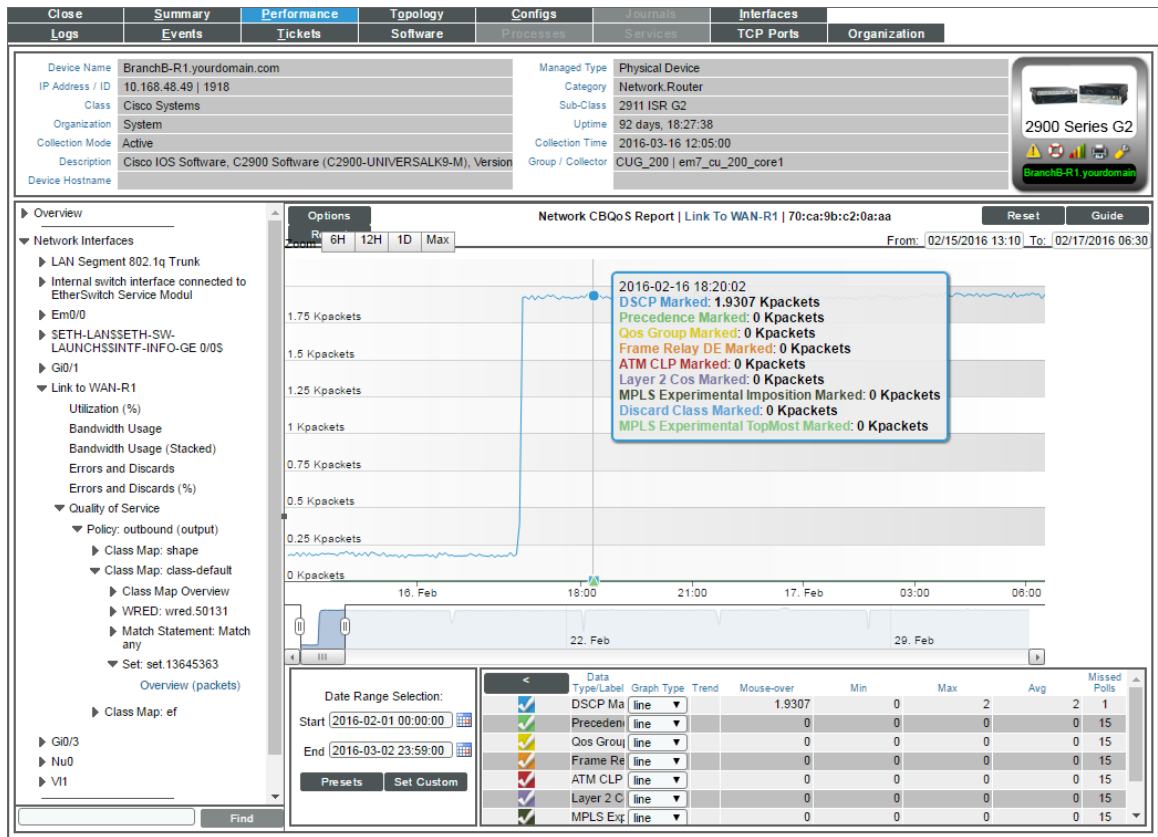 Close Summary Performance Topology Configs Journals Interfaces
Logs Events Tickets Software Processes Services TCP Ports Organization
Device Name BranchB-R1.yourdomain.com Managed Type Physical Device
IP Address / ID 10.168.48.49 | 1918 Category Network.Router
Class Cisco Systems Sub-Class 2911 ISR G2
Organization System Uptime 92 days, 18:27:38
Collection Mode Active Collection Time 2016-03-16 12:05:00
Description Cisco IOS Software, C2900 Software (C2900-UNIVERSALK9-M), Version Group / Collector CUG_200 | em7_cu_200_core1
Device Hostname
2900 Series G2
BranchB-R1.yourdomain
Overview
Network Interfaces
LAN Segment 802.1q Trunk
Internal switch interface connected to
EtherSwitch Service Modul
Em0/0
$ETH-LAN$$ETH-SW-
LAUNCH$$INTF-INFO-GE 0/0$
Gi0/1
Link to WAN-R1
Utilization (%)
Bandwidth Usage
Bandwidth Usage (Stacked)
Errors and Discards
Errors and Discards (%)
Quality of Service
Policy: outbound (output)
Class Map: shape
Class Map: class-default
Class Map Overview
WRED: wred.50131
Match Statement: Match
any
Set: set.13645363
Overview (packets)
Class Map: ef
Gi0/3
Nu0
Vl1
Find
Options Network CBQoS Report | Link To WAN-R1 | 70:ca:9b:c2:0a:aa Reset Guide
Zoom 6H 12H 1D Max From: 02/15/2016 13:10 To: 02/17/2016 06:30
2016-02-16 18:20:02
DSCP Marked: 1.9307 Kpackets
Precedence Marked: 0 Kpackets
Qos Group Marked: 0 Kpackets
Frame Relay DE Marked: 0 Kpackets
ATM CLP Marked: 0 Kpackets
Layer 2 Cos Marked: 0 Kpackets
MPLS Experimental Imposition Marked: 0 Kpackets
Discard Class Marked: 0 Kpackets
MPLS Experimental TopMost Marked: 0 Kpackets
1.75 Kpackets
1.5 Kpackets
1.25 Kpackets
1 Kpackets
0.75 Kpackets
0.5 Kpackets
0.25 Kpackets
0 Kpackets
16. Feb 18:00 21:00 17. Feb 03:00 06:00
22. Feb 29. Feb
Date Range Selection:
Start 2016-02-01 00:00:00
End 2016-03-02 23:59:00
Presets Set Custom
< Data Type/Label Graph Type Trend Mouse-over Min Max Avg Missed Polls
DSCP Ma line 1.9307 0 2 2 1
Preceden line 0 0 0 0 15
Qos Grou line 0 0 0 0 15
Frame Re line 0 0 0 0 15
ATM CLP line 0 0 0 0 15
Layer 2 C line 0 0 0 0 15
MPLS Exp line 0 0 0 0 15